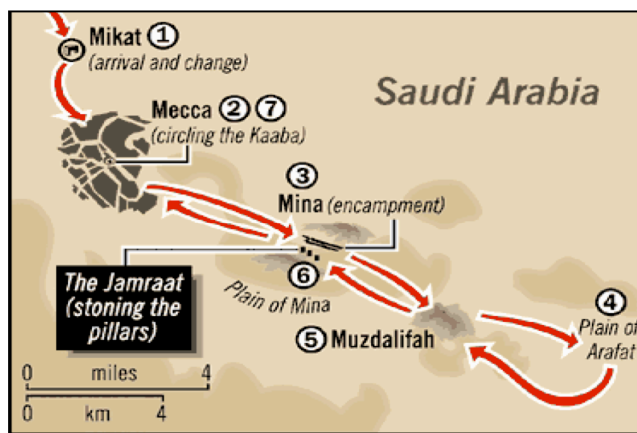 Mikat 1
(arrival and change)
Saudi Arabia
Mecca 2 7
(circling the Kaaba)
3
Mina (encampment)
The Jamraat
(stoning the
pillars)
6
Plain of Mina
4
Plain of
Arafat
5 Muzdalifah
0 miles 4
0 km 4